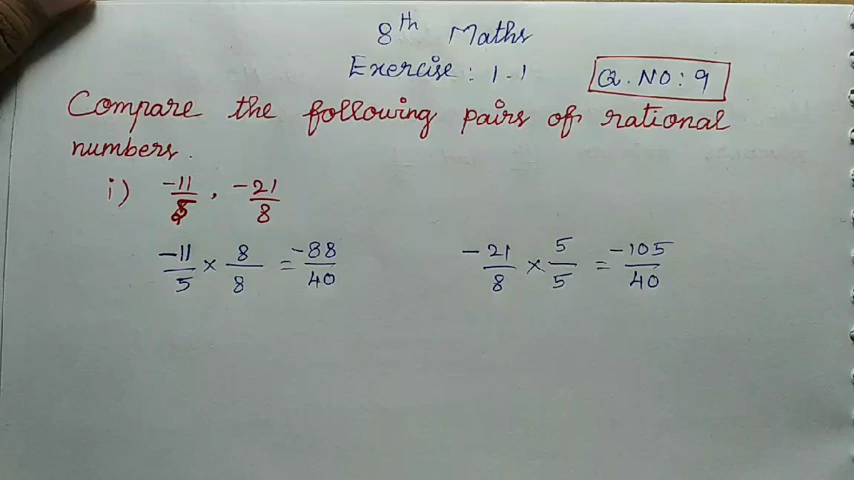 8th Maths
Exercise : 1.1
Q. NO : 9
Compare the following pairs of rational
numbers.
i) -11/5 , -21/8
-11/5 × 8/8 = -88/40
-21/8 × 5/5 = -105/40